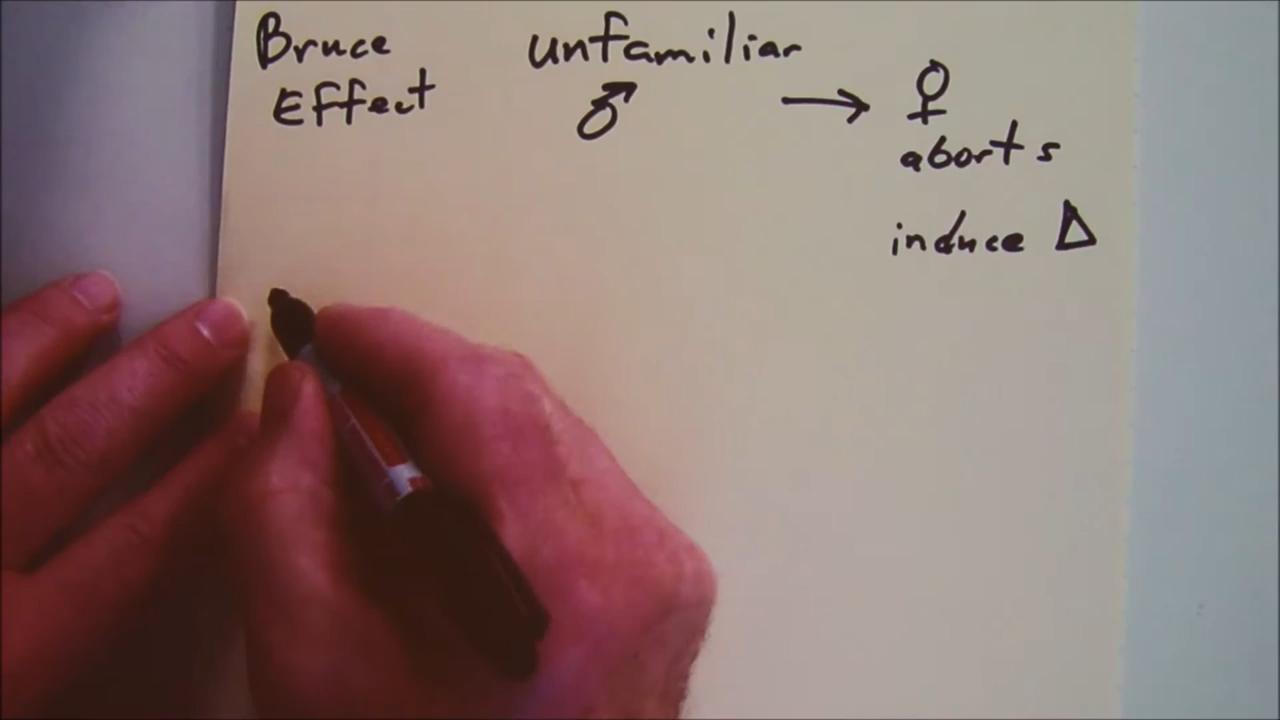 Bruce
Effect
unfamiliar
♂ → ♀
aborts
induce Δ